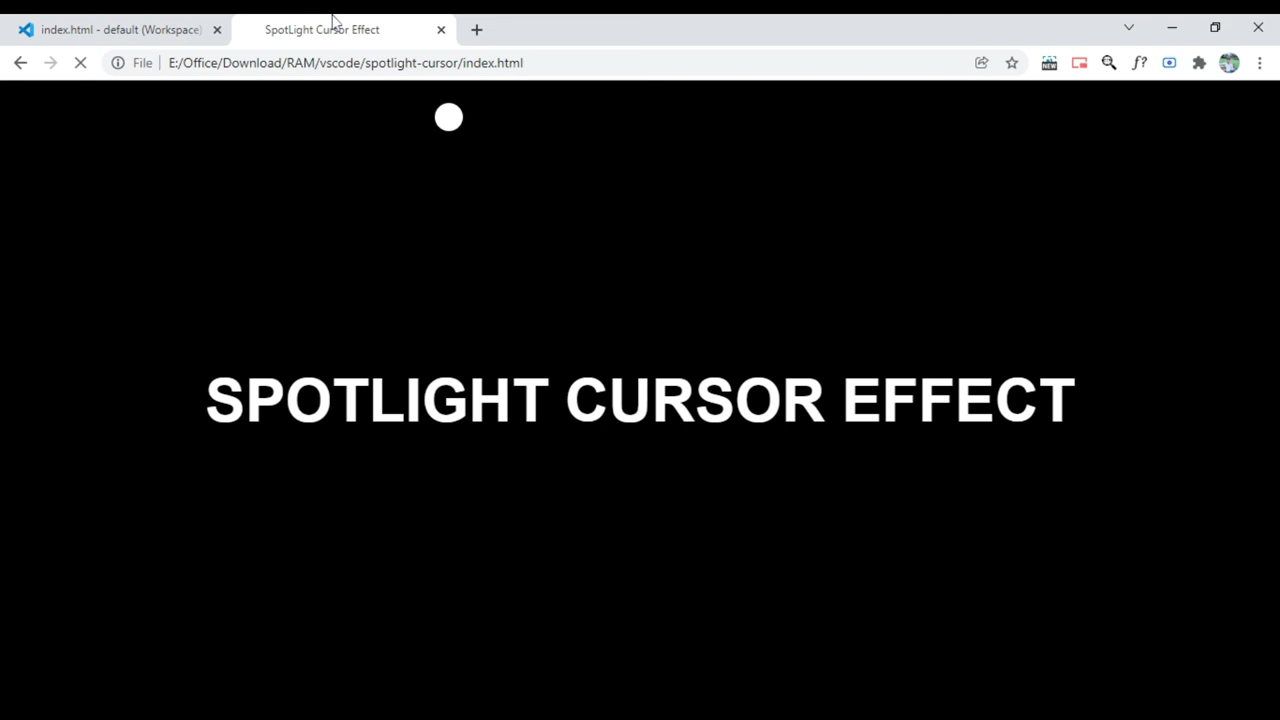 index.html - default (Workspace)
SpotLight Cursor Effect
File
E:/Office/Download/RAM/vscode/spotlight-cursor/index.html
NEW
f?
SPOTLIGHT CURSOR EFFECT